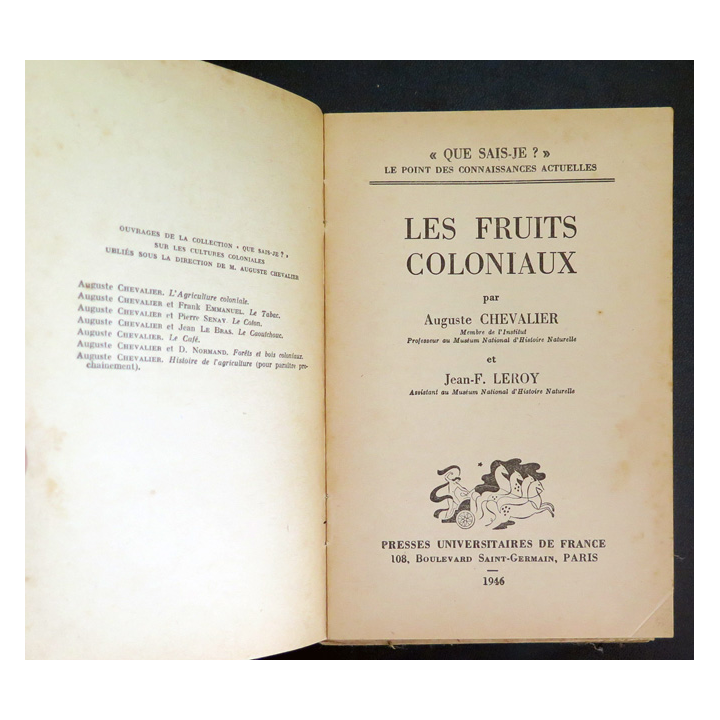 OUVRAGES DE LA COLLECTION « QUE SAIS-JE ? »
SUR LES CULTURES COLONIALES
UBLIÉS SOUS LA DIRECTION DE M. AUGUSTE CHEVALIER
Auguste CHEVALIER. L'Agriculture coloniale.
Auguste CHEVALIER et Frank EMMANUEL. Le Tabac.
Auguste CHEVALIER et Pierre SENAY. Le Colon.
Auguste CHEVALIER et Jean LE BRAS. Le Caoutchouc.
Auguste CHEVALIER. Le Café.
Auguste CHEVALIER et D. NORMAND. Forêts et bois coloniaux.
Auguste CHEVALIER. Histoire de l'agriculture (pour paraître pro-
chainement).
« QUE SAIS-JE ? »
LE POINT DES CONNAISSANCES ACTUELLES
LES FRUITS
COLONIAUX
par
Auguste CHEVALIER
Membre de l'Institut
Professeur au Museum National d'Histoire Naturelle
et
Jean-F. LEROY
Assistant au Museum National d'Histoire Naturelle
PRESSES UNIVERSITAIRES DE FRANCE
108, BOULEVARD SAINT-GERMAIN, PARIS
1946